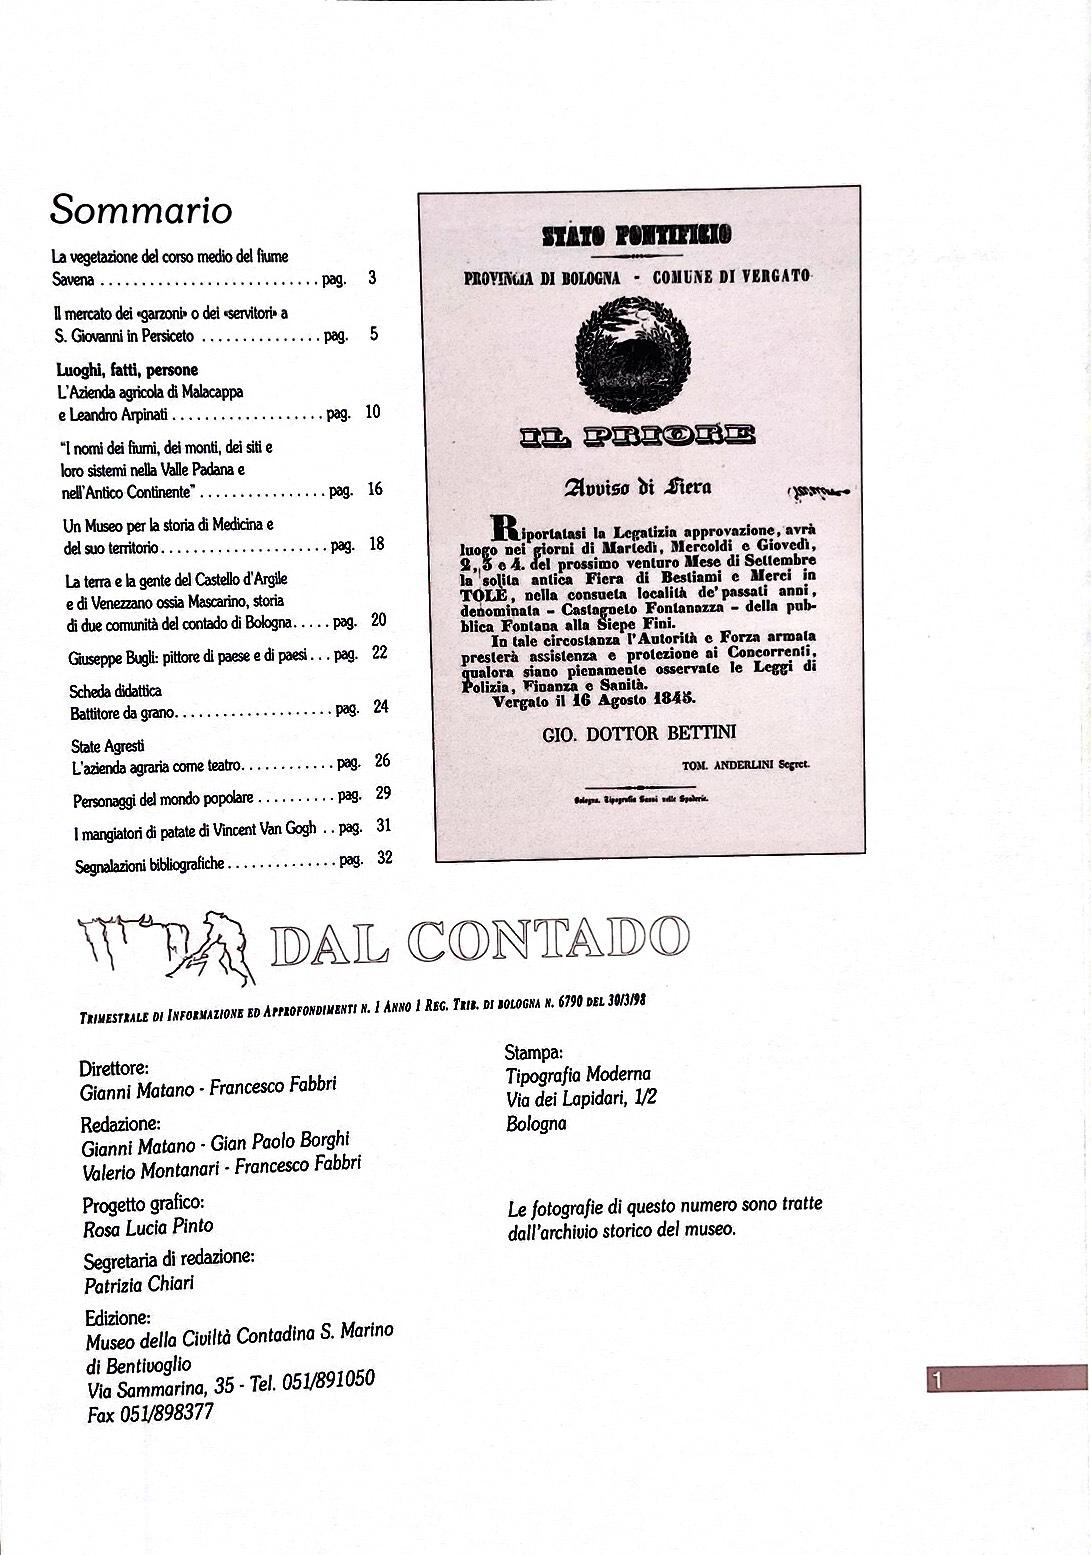 Sommario
La vegetazione del corso medio del fiume
Savena . . . . . . . . . . . . . . . . . . . . . . . . . . . pag. 3
Il mercato dei «garzoni» o dei «servitori» a
S. Giovanni in Persiceto . . . . . . . . . . . . . . . pag. 5
Luoghi, fatti, persone
L'Azienda agricola di Malacappa
e Leandro Arpinati . . . . . . . . . . . . . . . . . . . pag. 10
"I nomi dei fiumi, dei monti, dei siti e
loro sistemi nella Valle Padana e
nell'Antico Continente" . . . . . . . . . . . . . . . . pag. 16
Un Museo per la storia di Medicina e
del suo territorio . . . . . . . . . . . . . . . . . . . . . pag. 18
La terra e la gente del Castello d'Argile
e di Venezzano ossia Mascarino, storia
di due comunità del contado di Bologna . . . . . pag. 20
Giuseppe Bugli: pittore di paese e di paesi . . . pag. 22
Scheda didattica
Battitore da grano. . . . . . . . . . . . . . . . . . . . pag. 24
State Agresti
L'azienda agraria come teatro. . . . . . . . . . . . pag. 26
Personaggi del mondo popolare . . . . . . . . . . pag. 29
I mangiatori di patate di Vincent Van Gogh . . pag. 31
Segnalazioni bibliografiche . . . . . . . . . . . . . . pag. 32
STATO PONTIFICIO
PROVINCIA DI BOLOGNA - COMUNE DI VERGATO
IL PRIORE
Avviso di Fiera
Riportatasi la Legatizia approvazione, avrà
luogo nei giorni di Martedì, Mercoldì e Giovedì,
2, 3 e 4. del prossimo venturo Mese di Settembre
la solita antica Fiera di Bestiami e Merci in
TOLÈ, nella consueta località de' passati anni,
denominata - Castagneto Fontanazza - della pub-
blica Fontana alla Siepe Fini.
In tale circostanza l'Autorità e Forza armata
presterà assistenza e protezione ai Concorrenti,
qualora siano pienamente osservate le Leggi di
Polizia, Finanza e Sanità.
Vergato il 16 Agosto 1845.
GIO. DOTTOR BETTINI
TOM. ANDERLINI Segret.
Bologna. Tipografia Sassi nelle Spaderie.
DAL CONTADO
TRIMESTRALE DI INFORMAZIONE ED APPROFONDIMENTI N. 1 ANNO 1 REG. TRIB. DI BOLOGNA N. 6790 DEL 30/3/98
Direttore:
Gianni Matano - Francesco Fabbri
Redazione:
Gianni Matano - Gian Paolo Borghi
Valerio Montanari - Francesco Fabbri
Progetto grafico:
Rosa Lucia Pinto
Segretaria di redazione:
Patrizia Chiari
Edizione:
Museo della Civiltà Contadina S. Marino
di Bentivoglio
Via Sammarina, 35 - Tel. 051/891050
Fax 051/898377
Stampa:
Tipografia Moderna
Via dei Lapidari, 1/2
Bologna
Le fotografie di questo numero sono tratte
dall'archivio storico del museo.
1